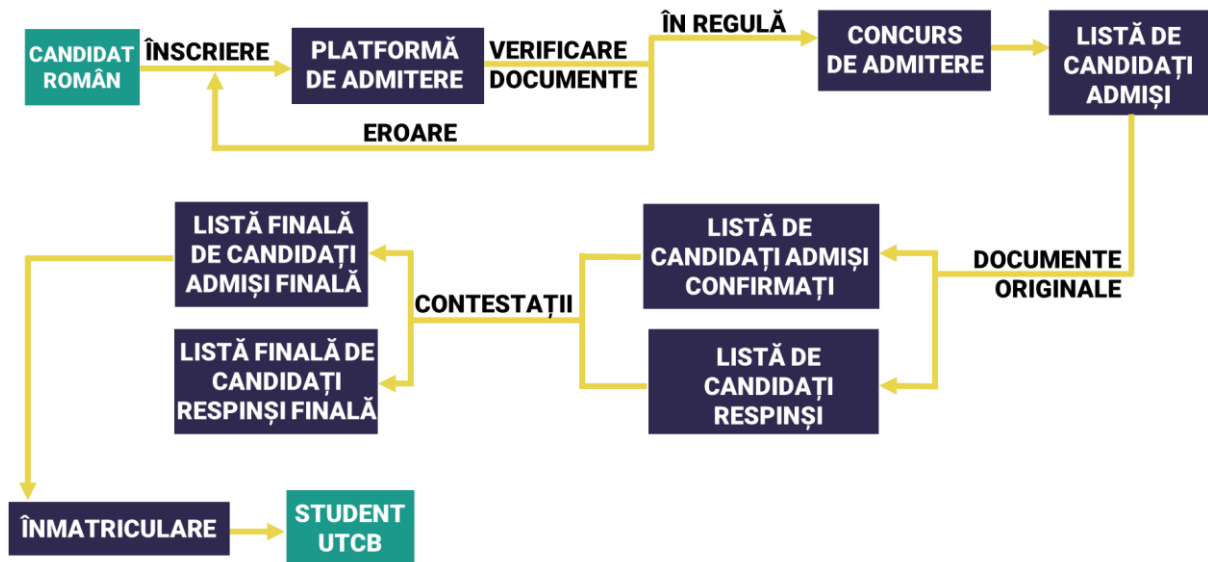 CANDIDAT
ROMÂN
ÎNSCRIERE
PLATFORMĂ
DE ADMITERE
VERIFICARE
DOCUMENTE
ÎN REGULĂ
CONCURS
DE ADMITERE
LISTĂ DE
CANDIDAȚI
ADMIȘI
EROARE
LISTĂ FINALĂ
DE CANDIDAȚI
ADMIȘI FINALĂ
CONTESTAȚII
LISTĂ DE
CANDIDAȚI ADMIȘI
CONFIRMAȚI
DOCUMENTE
ORIGINALE
LISTĂ FINALĂ DE
CANDIDAȚI
RESPINȘI FINALĂ
LISTĂ DE
CANDIDAȚI
RESPINȘI
ÎNMATRICULARE
STUDENT
UTCB